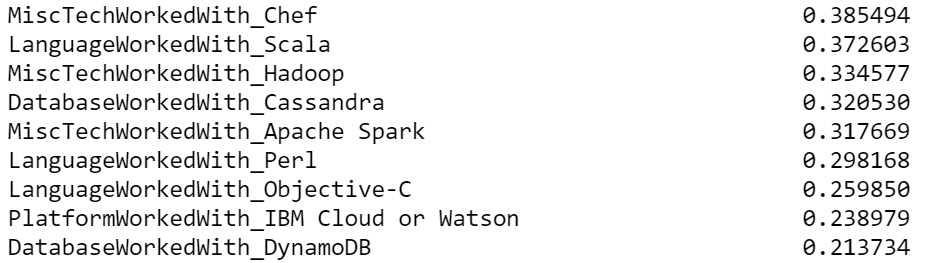 MiscTechWorkedWith_Chef 0.385494
LanguageWorkedWith_Scala 0.372603
MiscTechWorkedWith_Hadoop 0.334577
DatabaseWorkedWith_Cassandra 0.320530
MiscTechWorkedWith_Apache Spark 0.317669
LanguageWorkedWith_Perl 0.298168
LanguageWorkedWith_Objective-C 0.259850
PlatformWorkedWith_IBM Cloud or Watson 0.238979
DatabaseWorkedWith_DynamoDB 0.213734